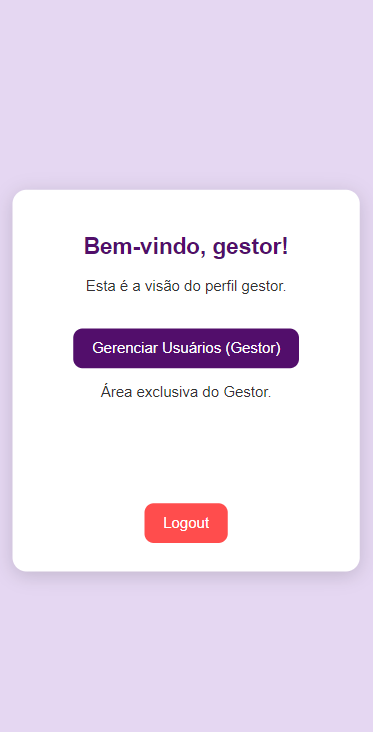 Bem-vindo, gestor!
Esta é a visão do perfil gestor.
Gerenciar Usuários (Gestor)
Área exclusiva do Gestor.
Logout